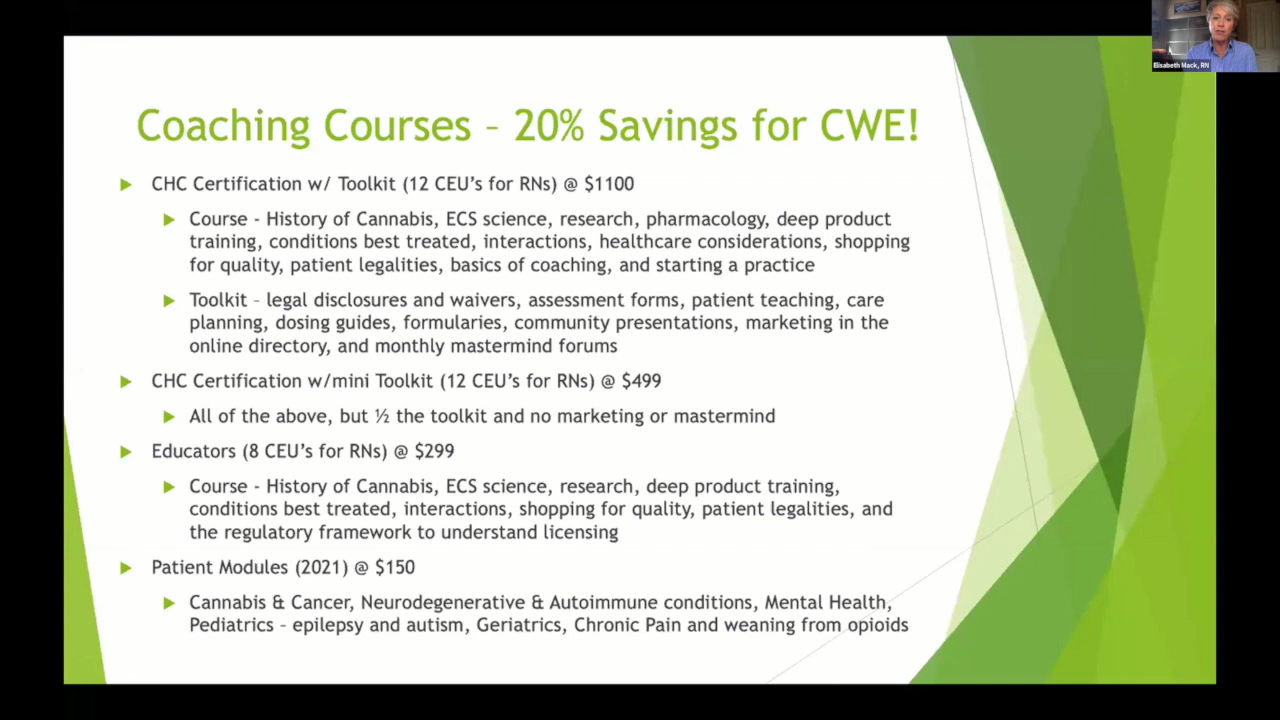 Elisabeth Mack, RN
Coaching Courses – 20% Savings for CWE!
CHC Certification w/ Toolkit (12 CEU's for RNs) @ $1100
Course - History of Cannabis, ECS science, research, pharmacology, deep product
training, conditions best treated, interactions, healthcare considerations, shopping
for quality, patient legalities, basics of coaching, and starting a practice
Toolkit – legal disclosures and waivers, assessment forms, patient teaching, care
planning, dosing guides, formularies, community presentations, marketing in the
online directory, and monthly mastermind forums
CHC Certification w/mini Toolkit (12 CEU's for RNs) @ $499
All of the above, but ½ the toolkit and no marketing or mastermind
Educators (8 CEU's for RNs) @ $299
Course - History of Cannabis, ECS science, research, deep product training,
conditions best treated, interactions, shopping for quality, patient legalities, and
the regulatory framework to understand licensing
Patient Modules (2021) @ $150
Cannabis & Cancer, Neurodegenerative & Autoimmune conditions, Mental Health,
Pediatrics – epilepsy and autism, Geriatrics, Chronic Pain and weaning from opioids